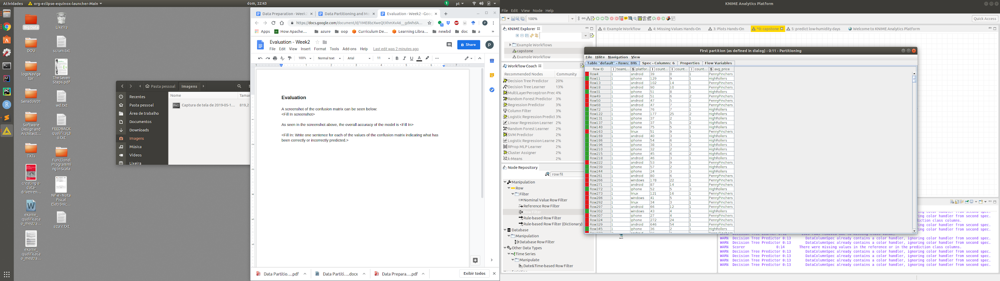 Atividades
org-eclipse-equinox-launcher-Main
dom, 22:43
1
pt
Big Data
Lixeira
DOU
scrum.txt
logsNavigator
The Seven Steps.pdf
SenadoV01
wd.txt
Software Design and Architect...
FEEDBACK qualificaçao.txt
TXTs
Functional Programming in Scala
creating-a-data-driven-en...
NF-e - Nota Fiscal Eletrônic...
exame_qualificacao_mestra...
azure.txt
exame_qualificacao_mestra...
Pasta pessoal
Imagens
Nome
Tamar
Captura de tela de 2019-05-1...
819,2
Recentes
Pasta pessoal
Área de trabalho
Documentos
Downloads
Imagens
Música
Vídeos
Lixeira
Data Preparation - Week2
Data Partitioning and Mo
Evaluation - Week2 - Goo
https://docs.google.com/document/d/1IME8bzXweQtXhmXvA6__gdWhdA...
Apps
How Apache...
azure
oop
Curriculum De...
Learning Libra...
newbd
doc
a
Evaluation - Week2
File Edit View Insert Format Tools Add-ons Help
Last edit was 2 minutes ago
Share
P
100%
Normal text
Arial
11
Evaluation
A screenshot of the confusion matrix can be seen below:
<Fill In screenshot>
As seen in the screenshot above, the overall accuracy of the model is <Fill In>
<Fill In: Write one sentence for each of the values of the confusion matrix indicating what has
been correctly or incorrectly predicted.>
Data Partitio....pdf
Data Partiti....docx
Data Prepara....pdf
Exibir todos
KNIME Analytics Platform
File Edit View Node Help
100%
Quick Access
KNIME Explorer
6: Example Workflow
4: Missing Values Hands-On
3: Plots Hands-On
*0: capstone
5: predict low-humidity days
Welcome to KNIME Analytics Platform
Example Workflows
capstone
Example Workflow
Workflow Coach
Recommended Nodes Community
Decision Tree Predictor 20%
Decision Tree Learner 13%
MultiLayerPerceptron Prec 4%
Random Forest Predictor 3%
Regression Predictor 3%
Column Filter 3%
Logistic Regression Predict 3%
Linear Regression Learner 2%
Random Forest Learner 2%
SVM Predictor 2%
Logistic Regression Learne 2%
RProp MLP Learner 2%
Cluster Assigner 2%
k-Means 2%
Node Repository
row fil
Manipulation
Row
Filter
Nominal Value Row Filter
Reference Row Filter
Row Filter
Rule-based Row Filter
Rule-based Row Filter (Dictionary)
Database
Manipulation
Database Row Filter
Other Data Types
Time Series
Manipulate
Date&Time-based Row Filter
First partition (as defined in dialog) - 0:11 - Partitioning
File Hilite Navigation View
Table "default" - Rows: 846
Spec - Columns: 6
Properties
Flow Variables
Row ID I teamL... S platfor... I count... I count... I count... S avg_price
Row4 1 android 39 0 1 PennyPinchers
Row11 1 iphone 129 9 1 HighRollers
Row13 1 android 102 14 1 PennyPinchers
Row18 1 android 90 10 1 PennyPinchers
Row31 1 iphone 51 8 1 HighRollers
Row49 1 android 51 6 2 PennyPinchers
Row50 1 android 47 5 2 PennyPinchers
Row68 1 android 47 7 1 PennyPinchers
Row72 1 iphone 76 7 1 HighRollers
Row122 1 iphone 177 25 2 HighRollers
Row131 1 iphone 37 2 1 HighRollers
Row137 1 iphone 37 5 2 HighRollers
Row140 1 iphone 75 5 1 HighRollers
Row163 1 linux 51 9 1 PennyPinchers
Row169 1 android 40 3 1 HighRollers
Row186 1 iphone 54 6 1 HighRollers
Row196 1 iphone 38 3 2 HighRollers
Row210 1 iphone 32 2 1 HighRollers
Row215 1 iphone 45 6 2 HighRollers
Row218 1 android 46 3 1 HighRollers
Row222 1 android 53 9 1 PennyPinchers
Row239 1 iphone 57 2 1 HighRollers
Row244 1 iphone 24 3 1 HighRollers
Row261 1 android 80 6 1 PennyPinchers
Row266 1 windows 178 22 1 PennyPinchers
Row271 1 android 87 14 1 PennyPinchers
Row272 1 iphone 52 5 3 HighRollers
Row273 1 linux 121 16 1 PennyPinchers
Row286 1 windows 41 5 1 PennyPinchers
Row292 1 linux 34 3 1 PennyPinchers
Row297 1 android 66 12 1 PennyPinchers
Row302 1 windows 43 4 1 HighRollers
Row307 1 iphone 27 4 1 PennyPinchers
Row324 1 iphone 272 24 1 PennyPinchers
Row329 1 android 646 54 1 PennyPinchers
Row345 1 iphone 36 2 1 HighRollers
ring color handler from second spec.
ring color handler from second spec.
diction class columns.
ring color handler from second spec.
ring color handler from second spec.
WARN Decision Tree Predictor 0:13 DataColumnSpec already contains a color handler, ignoring color handler from second spec.
WARN Decision Tree Predictor 0:13 DataColumnSpec already contains a color handler, ignoring color handler from second spec.
WARN Scorer 0:14 There were missing values in the reference or in the prediction class columns.
WARN Decision Tree Predictor 0:13 DataColumnSpec already contains a color handler, ignoring color handler from second spec.
WARN Decision Tree Predictor 0:13 DataColumnSpec already contains a color handler, ignoring color handler from second spec.
WARN Decision Tree Predictor 0:13 DataColumnSpec already contains a color handler, ignoring color handler from second spec.
WARN Decision Tree Predictor 0:13 DataColumnSpec already contains a color handler, ignoring color handler from second spec.